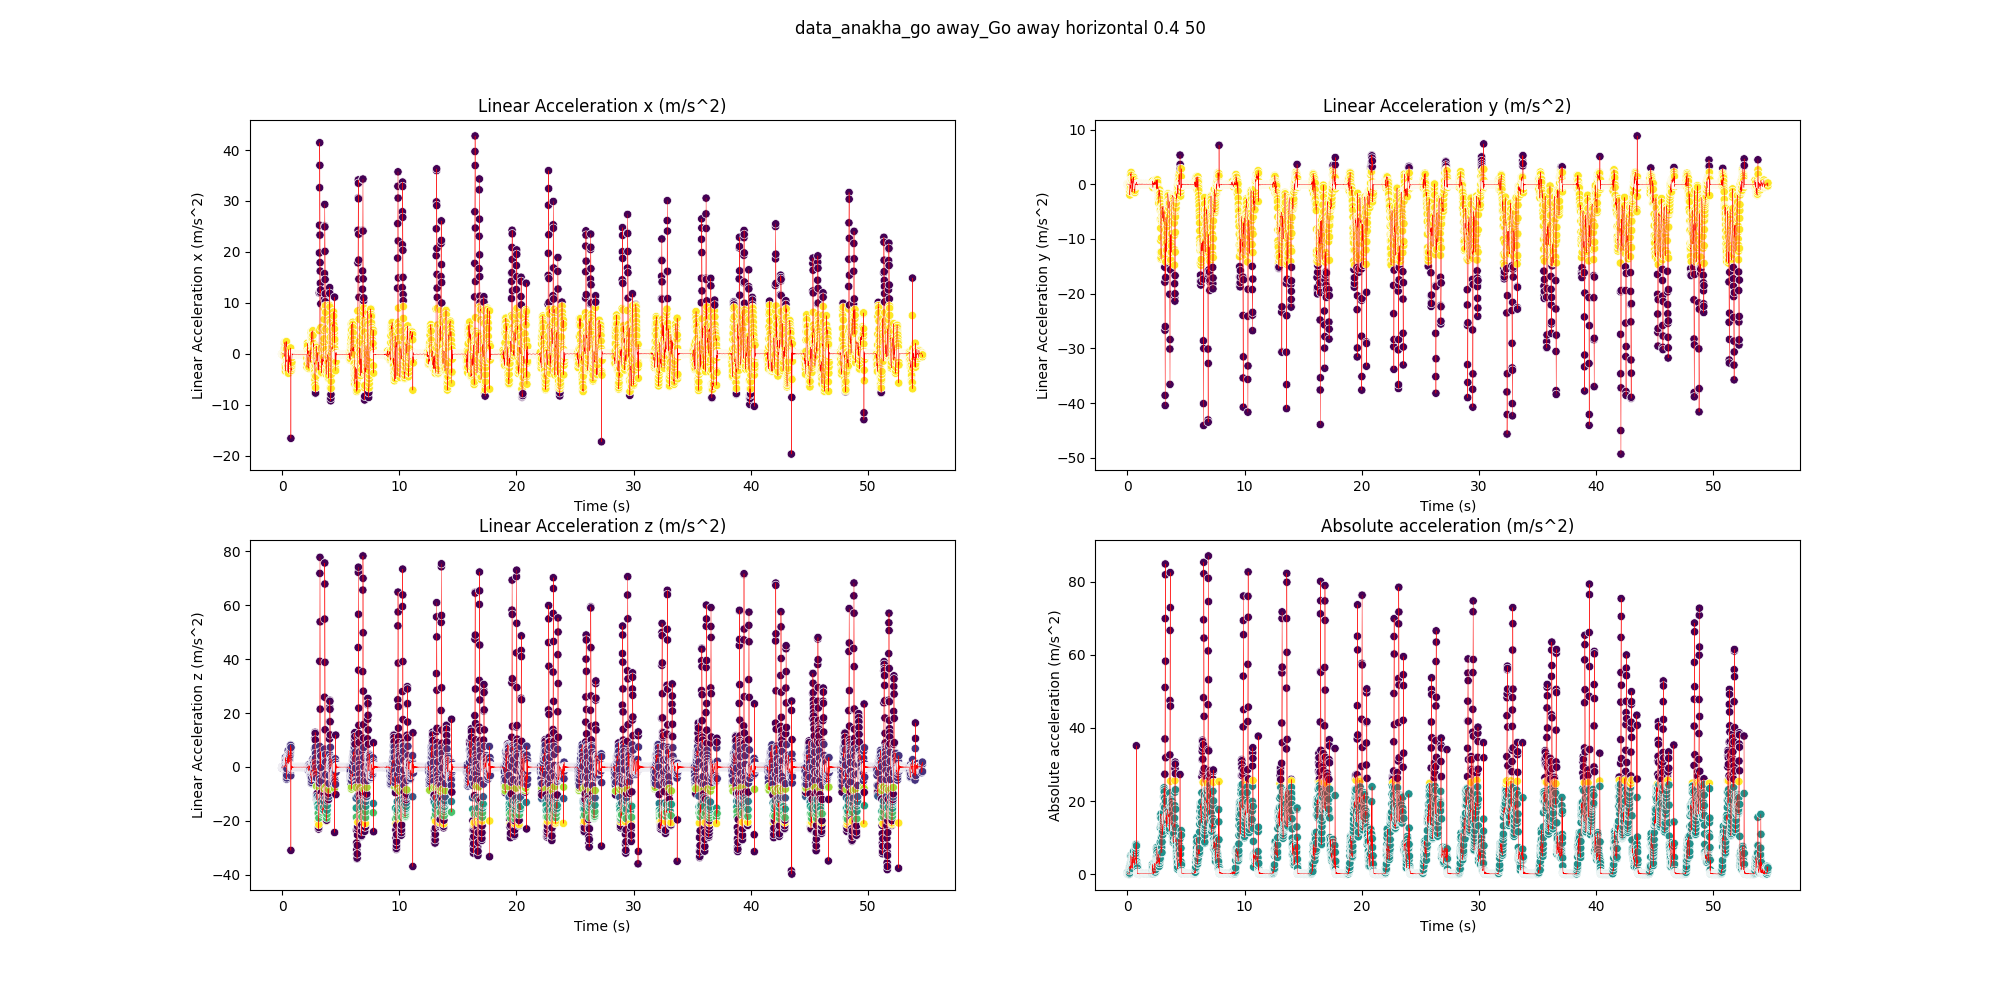 data_anakha_go away_Go away horizontal 0.4 50
Linear Acceleration x (m/s^2)
Linear Acceleration x (m/s^2)
40
30
20
10
0
−10
−20
0 10 20 30 40 50
Time (s)
Linear Acceleration y (m/s^2)
Linear Acceleration y (m/s^2)
10
0
−10
−20
−30
−40
−50
0 10 20 30 40 50
Time (s)
Linear Acceleration z (m/s^2)
Linear Acceleration z (m/s^2)
80
60
40
20
0
−20
−40
0 10 20 30 40 50
Time (s)
Absolute acceleration (m/s^2)
Absolute acceleration (m/s^2)
80
60
40
20
0
0 10 20 30 40 50
Time (s)